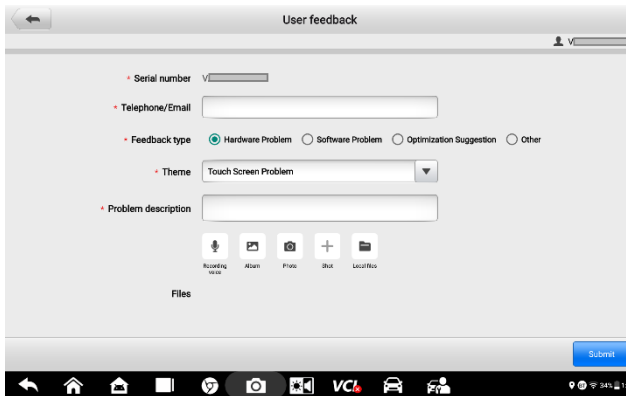 User feedback
V
* Serial number V
* Telephone/Email
* Feedback type Hardware Problem Software Problem Optimization Suggestion Other
* Theme Touch Screen Problem
* Problem description
Recording voice Album Photo Shot Local files
Files
Submit
VCI 34%